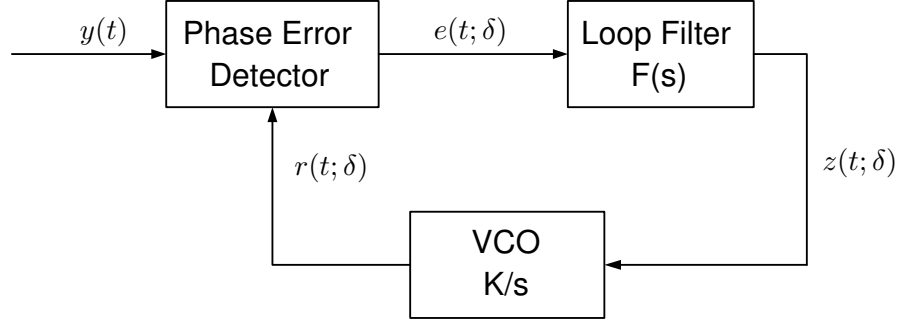 y(t)
Phase Error
Detector
e(t; δ)
Loop Filter
F(s)
z(t; δ)
r(t; δ)
VCO
K/s